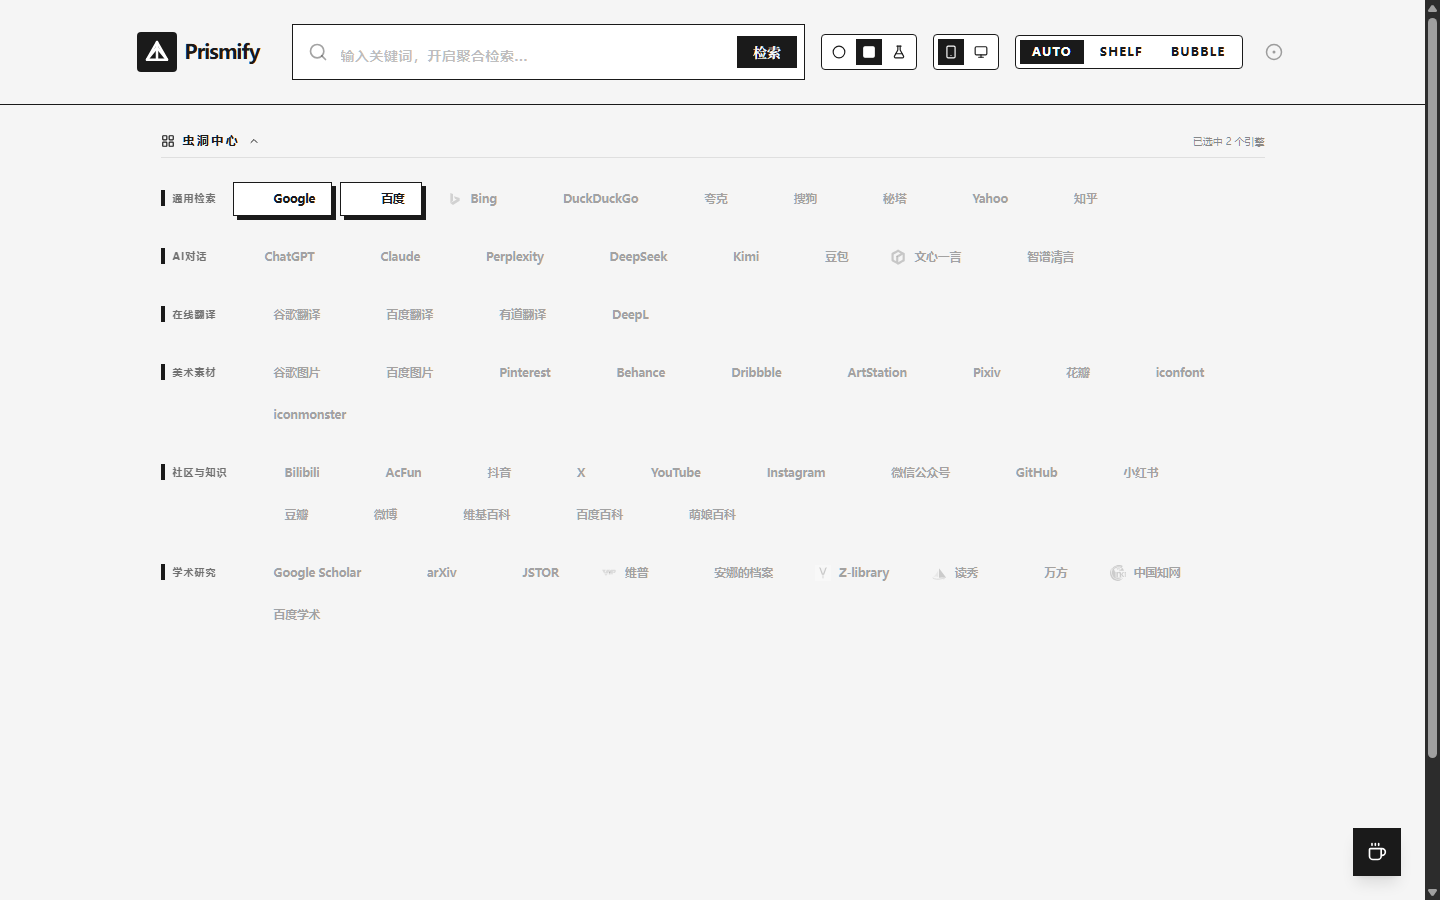 Prismify
输入关键词，开启聚合检索...
检索
AUTO SHELF BUBBLE
虫洞中心
已选中 2 个引擎
通用检索 Google 百度 Bing DuckDuckGo 夸克 搜狗 秘塔 Yahoo 知乎
AI对话 ChatGPT Claude Perplexity DeepSeek Kimi 豆包 文心一言 智谱清言
在线翻译 谷歌翻译 百度翻译 有道翻译 DeepL
美术素材 谷歌图片 百度图片 Pinterest Behance Dribbble ArtStation Pixiv 花瓣 iconfont
iconmonster
社区与知识 Bilibili AcFun 抖音 X YouTube Instagram 微信公众号 GitHub 小红书
豆瓣 微博 维基百科 百度百科 萌娘百科
学术研究 Google Scholar arXiv JSTOR 维普 安娜的档案 Z-library 读秀 万方 中国知网
百度学术